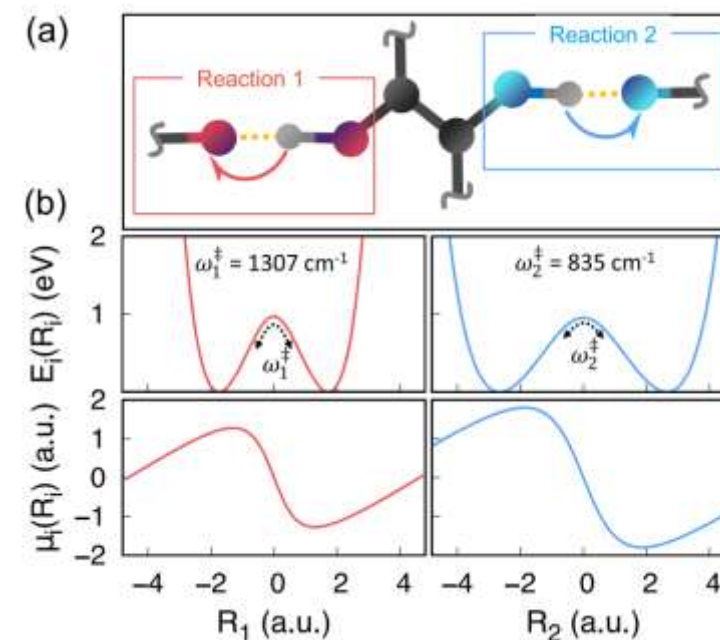 (a)
Reaction 1
Reaction 2
(b)
E_i(R_i) (eV)
2
1
ω₁‡ = 1307 cm⁻¹
ω₁‡
ω₂‡ = 835 cm⁻¹
ω₂‡
μ_i(R_i) (a.u.)
2
1
0
−1
−2
−4 −2 0 2 4
−4 −2 0 2 4
R₁ (a.u.)
R₂ (a.u.)